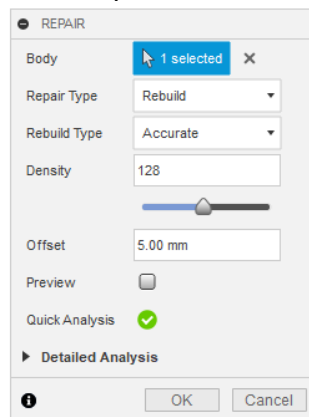 REPAIR
Body 1 selected
Repair Type Rebuild
Rebuild Type Accurate
Density 128
Offset 5.00 mm
Preview
Quick Analysis
Detailed Analysis
OK Cancel